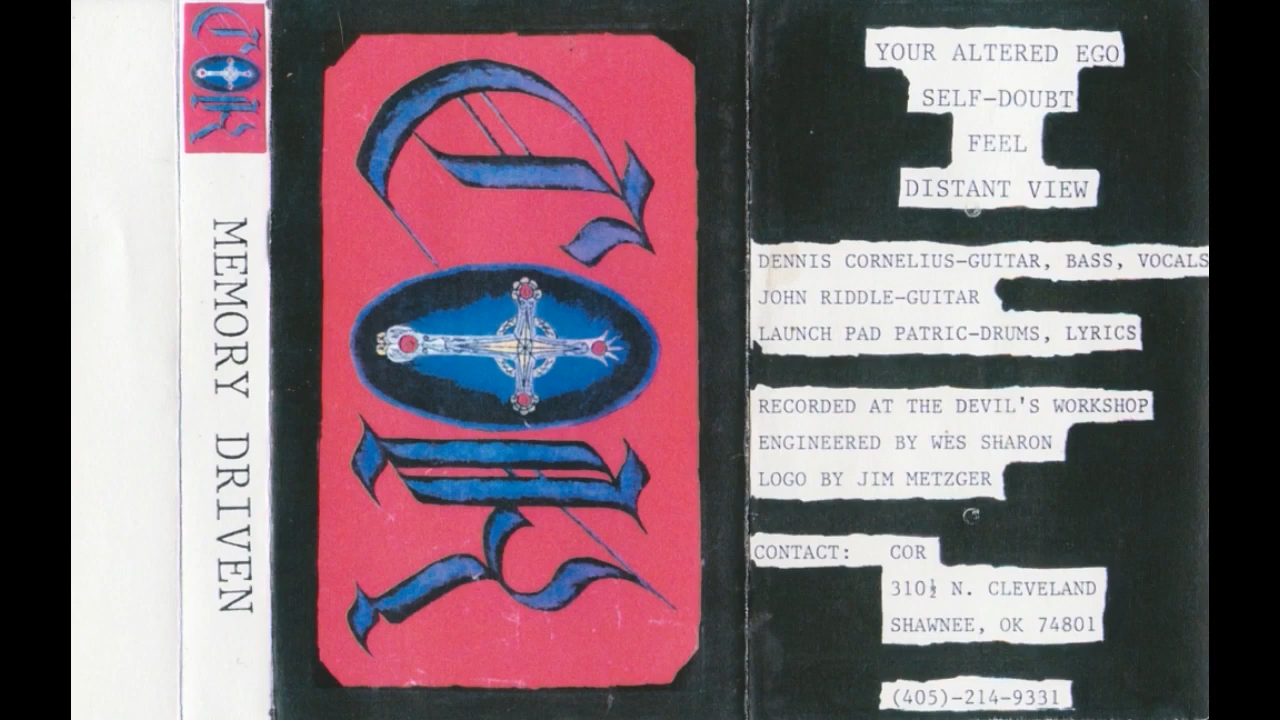 COR
MEMORY DRIVEN
COR
YOUR ALTERED EGO
SELF-DOUBT
FEEL
DISTANT VIEW
DENNIS CORNELIUS-GUITAR, BASS, VOCALS
JOHN RIDDLE-GUITAR
LAUNCH PAD PATRIC-DRUMS, LYRICS
RECORDED AT THE DEVIL'S WORKSHOP
ENGINEERED BY WES SHARON
LOGO BY JIM METZGER
CONTACT: COR
310½ N. CLEVELAND
SHAWNEE, OK 74801
(405)-214-9331